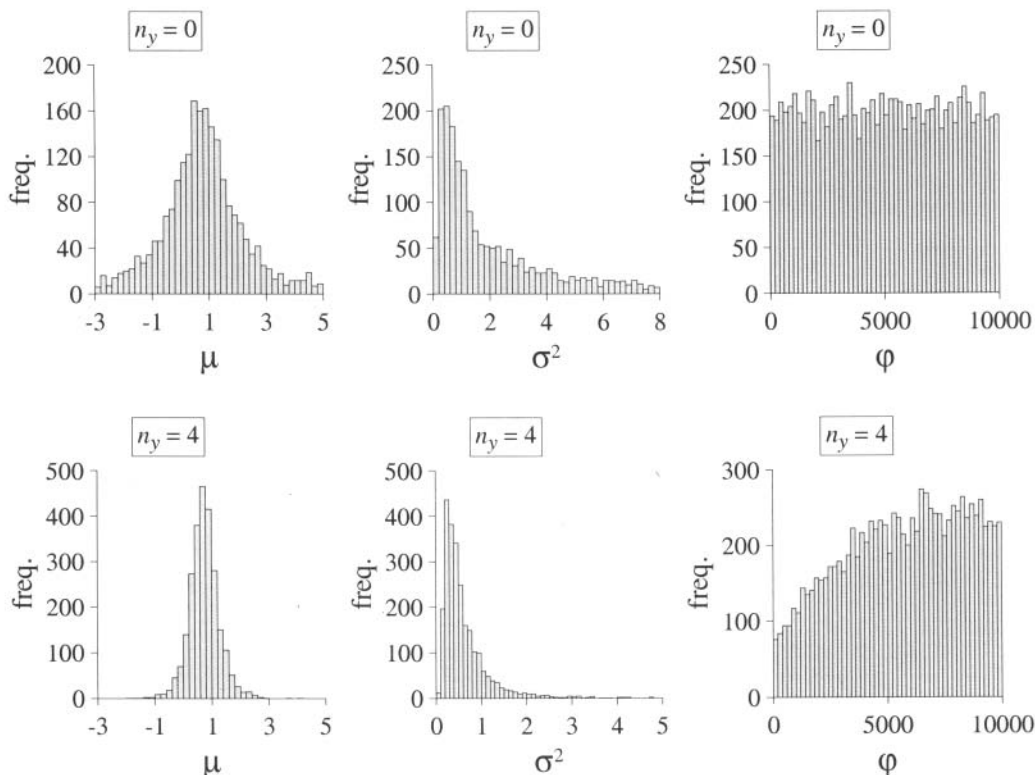 n_y = 0
200
160
120
80
40
0
freq.
-3 -1 1 3 5
μ
n_y = 0
250
200
150
100
50
0
freq.
0 2 4 6 8
σ²
n_y = 0
250
200
150
100
50
0
freq.
0 5000 10000
φ
n_y = 4
500
400
300
200
100
0
freq.
-3 -1 1 3 5
μ
n_y = 4
500
400
300
200
100
0
freq.
0 1 2 3 4 5
σ²
n_y = 4
300
200
100
0
freq.
0 5000 10000
φ